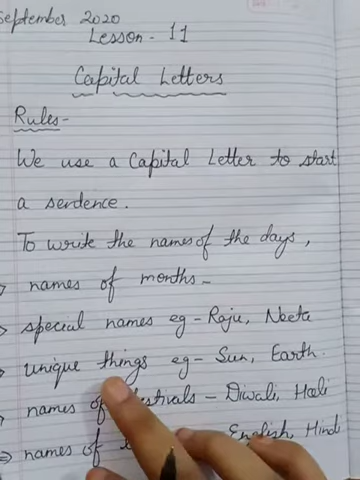 September 2020
Lesson - 11
Capital Letters
Rules-
We use a Capital Letter to start
a sentence.
To write the names of the days,
names of months-
special names eg - Raju, Neeta
unique things eg - Sun, Earth.
names of festivals - Diwali, Holi
names of English, Hindi